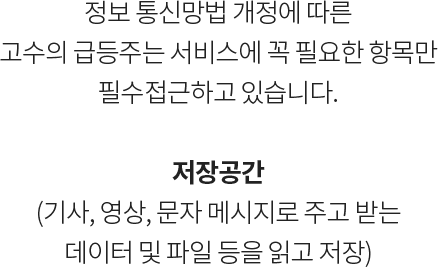 정보 통신망법 개정에 따른
고수의 급등주는 서비스에 꼭 필요한 항목만
필수접근하고 있습니다.
저장공간
(기사, 영상, 문자 메시지로 주고 받는
데이터 및 파일 등을 읽고 저장)